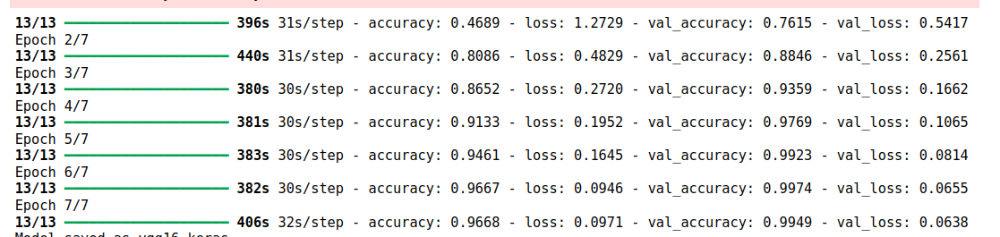 13/13 ━━━━━━━━━━━━━━━━━━━━ 396s 31s/step - accuracy: 0.4689 - loss: 1.2729 - val_accuracy: 0.7615 - val_loss: 0.5417
Epoch 2/7
13/13 ━━━━━━━━━━━━━━━━━━━━ 440s 31s/step - accuracy: 0.8086 - loss: 0.4829 - val_accuracy: 0.8846 - val_loss: 0.2561
Epoch 3/7
13/13 ━━━━━━━━━━━━━━━━━━━━ 380s 30s/step - accuracy: 0.8652 - loss: 0.2720 - val_accuracy: 0.9359 - val_loss: 0.1662
Epoch 4/7
13/13 ━━━━━━━━━━━━━━━━━━━━ 381s 30s/step - accuracy: 0.9133 - loss: 0.1952 - val_accuracy: 0.9769 - val_loss: 0.1065
Epoch 5/7
13/13 ━━━━━━━━━━━━━━━━━━━━ 383s 30s/step - accuracy: 0.9461 - loss: 0.1645 - val_accuracy: 0.9923 - val_loss: 0.0814
Epoch 6/7
13/13 ━━━━━━━━━━━━━━━━━━━━ 382s 30s/step - accuracy: 0.9667 - loss: 0.0946 - val_accuracy: 0.9974 - val_loss: 0.0655
Epoch 7/7
13/13 ━━━━━━━━━━━━━━━━━━━━ 406s 32s/step - accuracy: 0.9668 - loss: 0.0971 - val_accuracy: 0.9949 - val_loss: 0.0638
Model saved as vgg16.keras